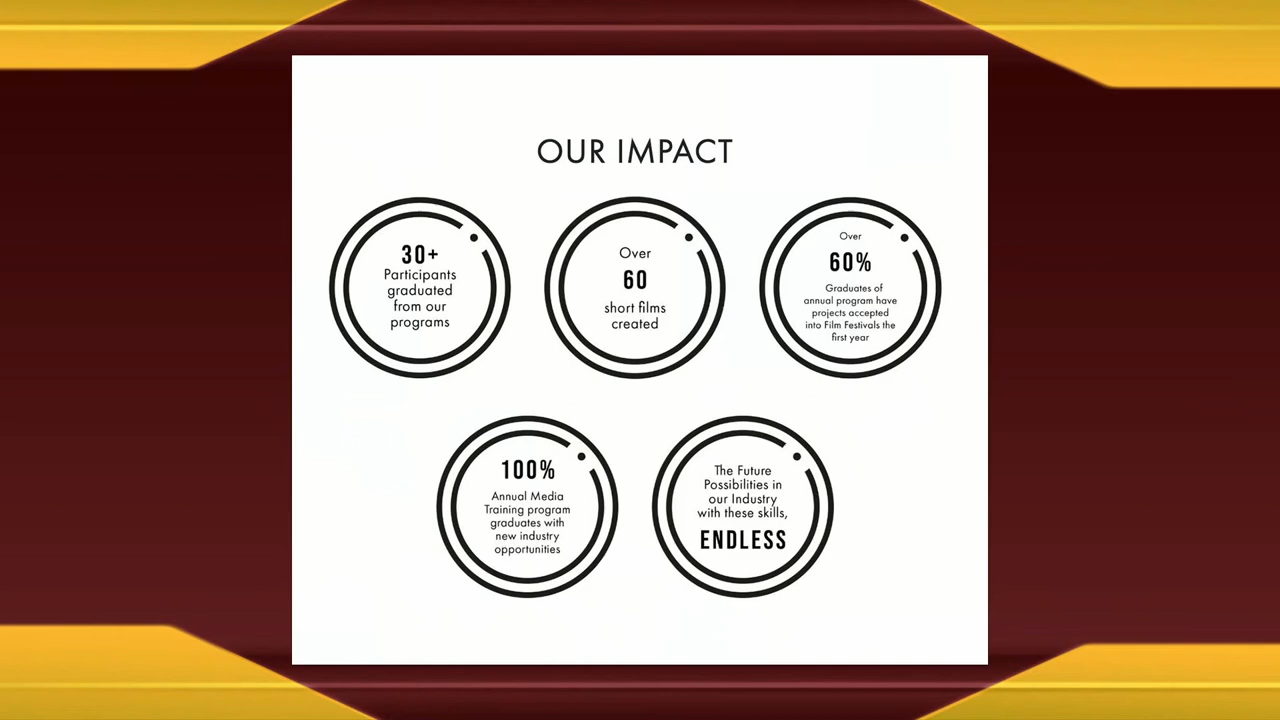 OUR IMPACT
30+
Participants
graduated
from our
programs
Over
60
short films
created
Over
60%
Graduates of
annual program have
projects accepted
into Film Festivals the
first year
100%
Annual Media
Training program
graduates with
new industry
opportunities
The Future
Possibilities in
our Industry
with these skills,
ENDLESS